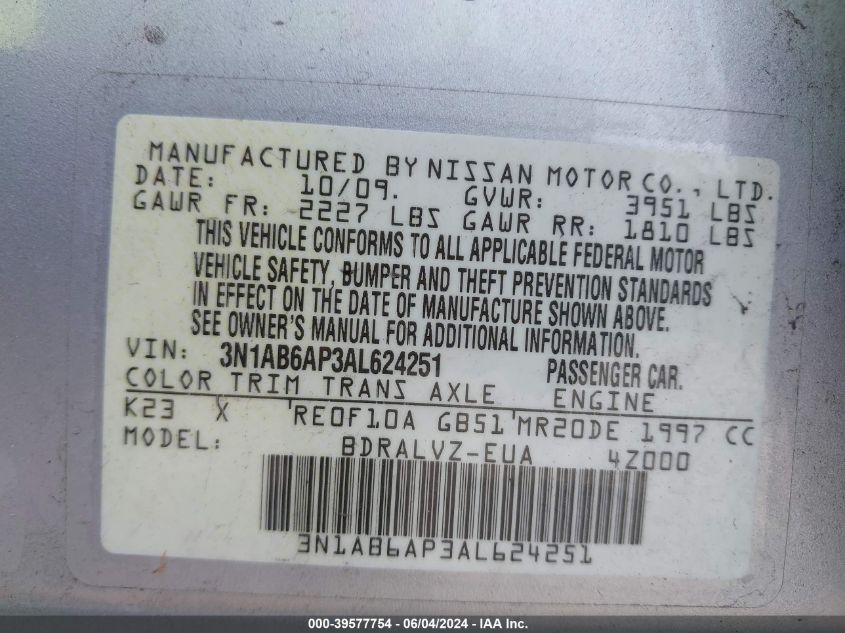 MANUFACTURED BY NISSAN MOTOR CO., LTD.
DATE: 10/09. GVWR: 3951 LBS
GAWR FR: 2227 LBS GAWR RR: 1810 LBS
THIS VEHICLE CONFORMS TO ALL APPLICABLE FEDERAL MOTOR
VEHICLE SAFETY, BUMPER AND THEFT PREVENTION STANDARDS
IN EFFECT ON THE DATE OF MANUFACTURE SHOWN ABOVE.
SEE OWNER'S MANUAL FOR ADDITIONAL INFORMATION.
VIN: 3N1AB6AP3AL624251 PASSENGER CAR.
COLOR TRIM TRANS AXLE ENGINE
K23 X RE0F10A GB51 MR20DE 1997 CC
MODEL: BDRALVZ-EUA 4Z000
3N1AB6AP3AL624251
000-39577754 - 06/04/2024 - IAA Inc.